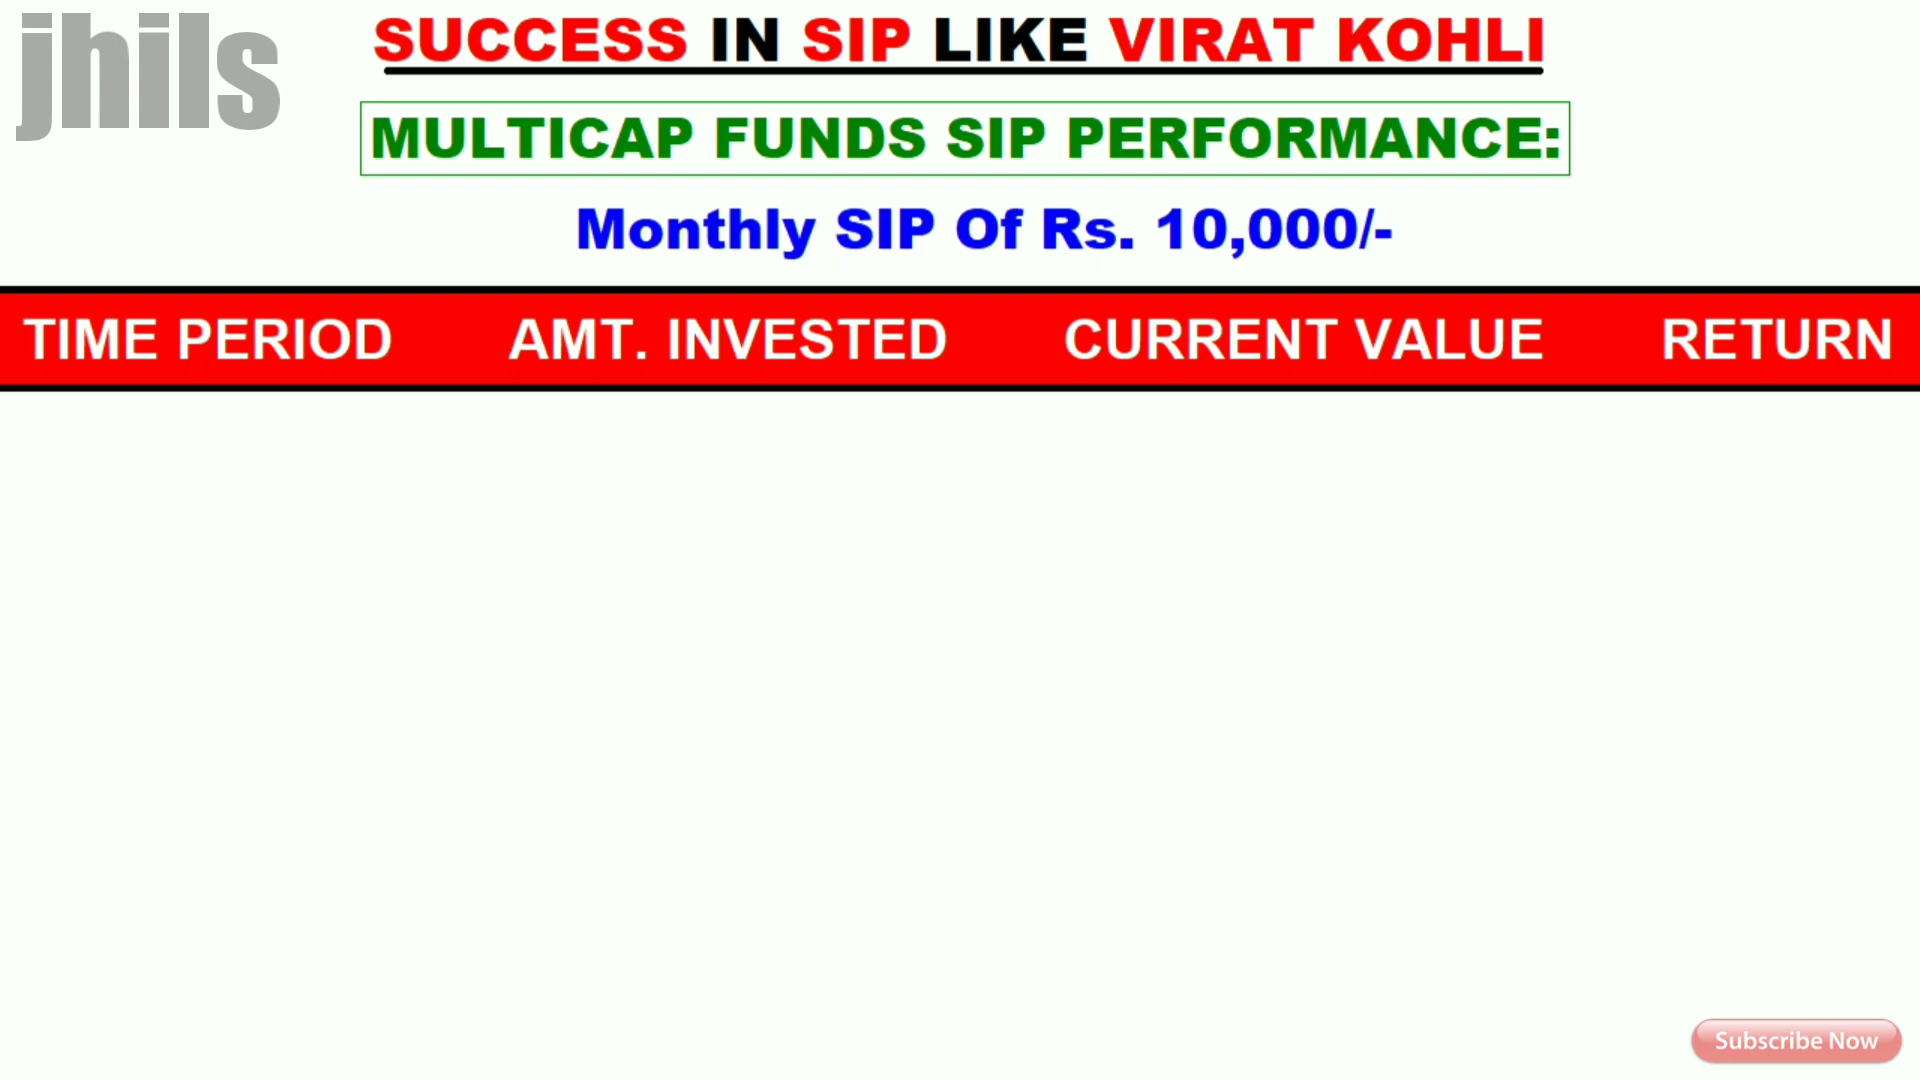 jhils
SUCCESS IN SIP LIKE VIRAT KOHLI
MULTICAP FUNDS SIP PERFORMANCE:
Monthly SIP Of Rs. 10,000/-
TIME PERIOD AMT. INVESTED CURRENT VALUE RETURN
Subscribe Now